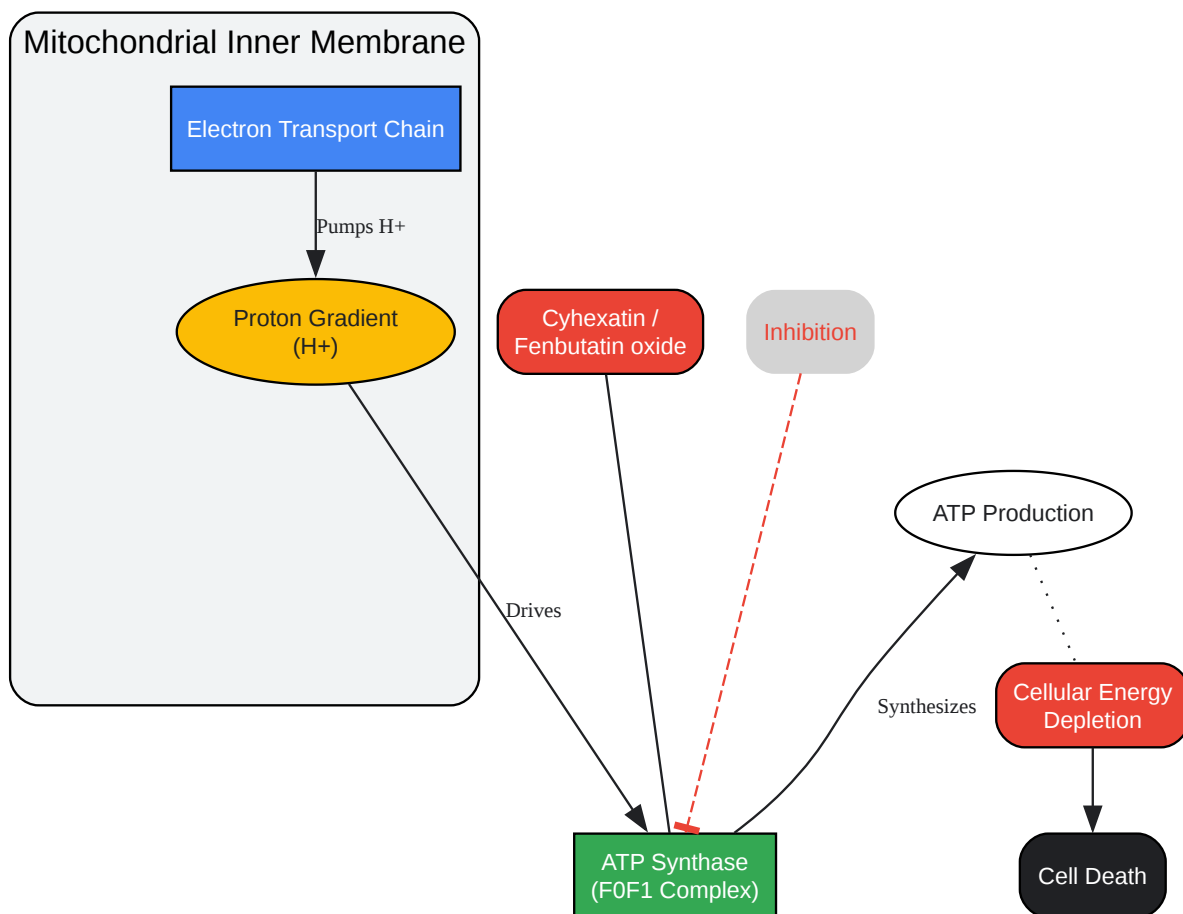 Mitochondrial Inner Membrane
Electron Transport Chain
Pumps H+
Proton Gradient
(H+)
Cyhexatin /
Fenbutatin oxide
Inhibition
ATP Production
Drives
Cellular Energy
Depletion
Synthesizes
ATP Synthase
(F0F1 Complex)
Cell Death